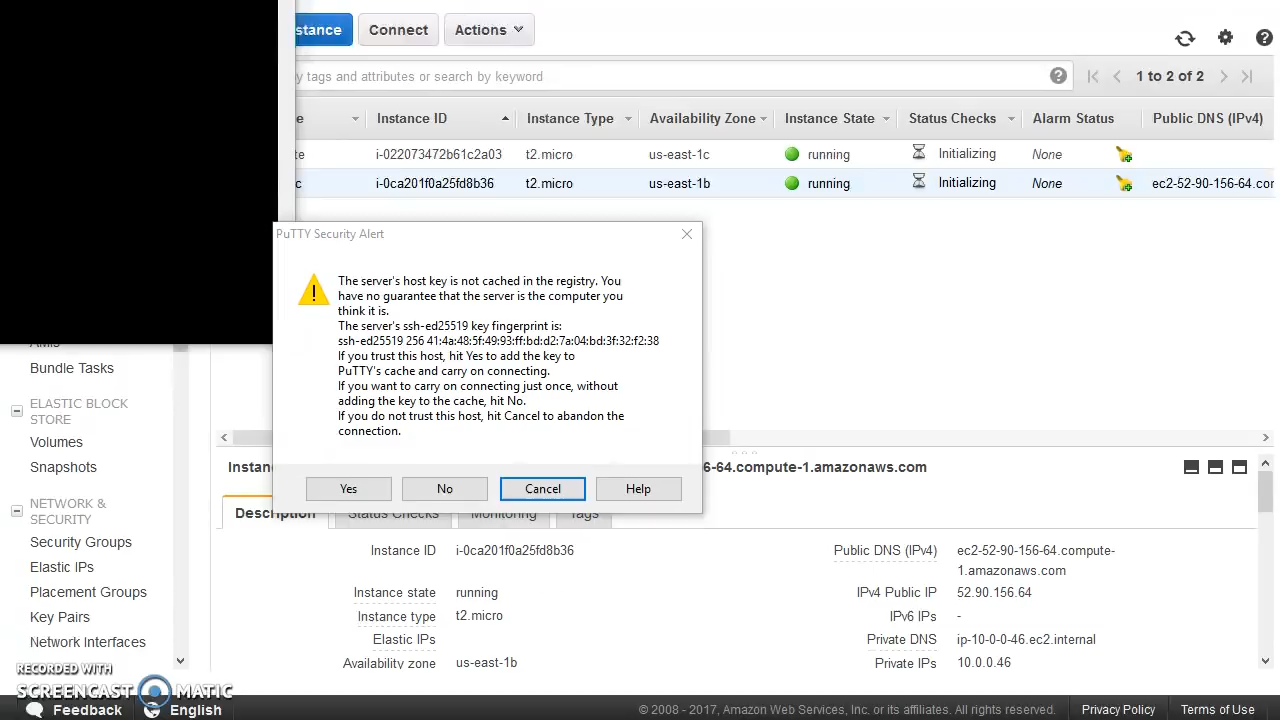 stance
Connect
Actions
y tags and attributes or search by keyword
1 to 2 of 2
e
Instance ID
Instance Type
Availability Zone
Instance State
Status Checks
Alarm Status
Public DNS (IPv4)
te
i-022073472b61c2a03
t2.micro
us-east-1c
running
Initializing
None
c
i-0ca201f0a25fd8b36
t2.micro
us-east-1b
running
Initializing
None
ec2-52-90-156-64.cor
PuTTY Security Alert
The server's host key is not cached in the registry. You
have no guarantee that the server is the computer you
think it is.
The server's ssh-ed25519 key fingerprint is:
ssh-ed25519 256 41:4a:48:5f:49:93:ff:bd:d2:7a:04:bd:3f:32:f2:38
If you trust this host, hit Yes to add the key to
PuTTY's cache and carry on connecting.
If you want to carry on connecting just once, without
adding the key to the cache, hit No.
If you do not trust this host, hit Cancel to abandon the
connection.
Yes
No
Cancel
Help
AMIs
Bundle Tasks
ELASTIC BLOCK
STORE
Volumes
Snapshots
NETWORK &
SECURITY
Security Groups
Elastic IPs
Placement Groups
Key Pairs
Network Interfaces
Instan
6-64.compute-1.amazonaws.com
Description
Status Checks
Monitoring
Tags
Instance ID
i-0ca201f0a25fd8b36
Public DNS (IPv4)
ec2-52-90-156-64.compute-
1.amazonaws.com
Instance state
running
IPv4 Public IP
52.90.156.64
Instance type
t2.micro
IPv6 IPs
-
Elastic IPs
Private DNS
ip-10-0-0-46.ec2.internal
Availability zone
us-east-1b
Private IPs
10.0.0.46
RECORDED WITH
SCREENCAST MATIC
Feedback
English
© 2008 - 2017, Amazon Web Services, Inc. or its affiliates. All rights reserved.
Privacy Policy
Terms of Use